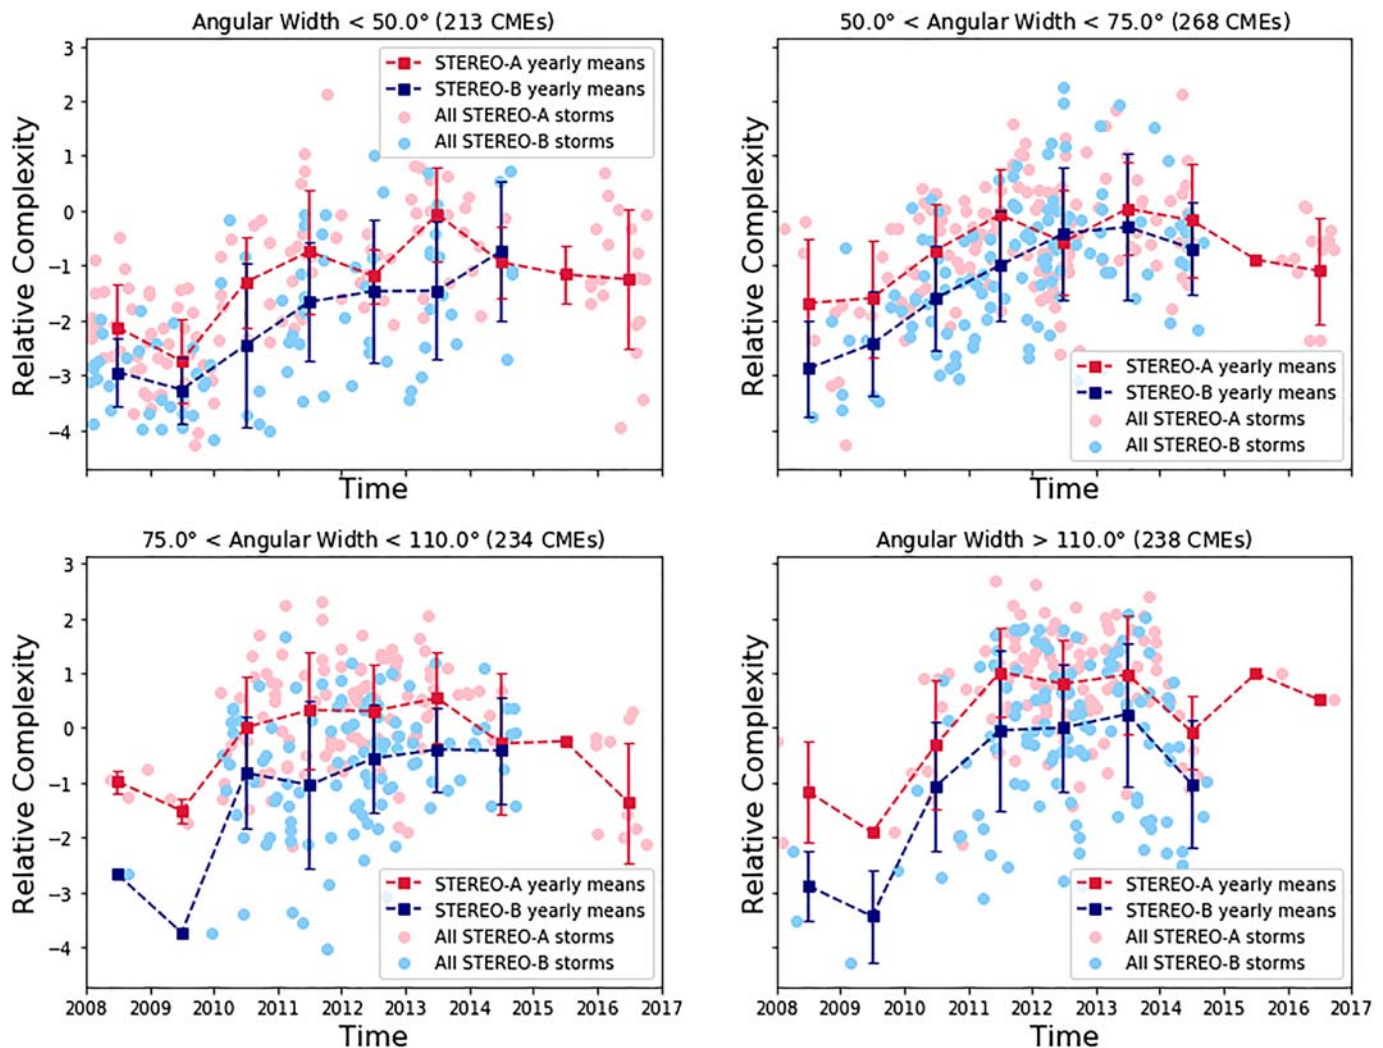 Angular Width < 50.0° (213 CMEs)
3
2
1
0
−1
−2
−3
−4
Relative Complexity
STEREO-A yearly means
STEREO-B yearly means
All STEREO-A storms
All STEREO-B storms
Time
50.0° < Angular Width < 75.0° (268 CMEs)
Relative Complexity
STEREO-A yearly means
STEREO-B yearly means
All STEREO-A storms
All STEREO-B storms
Time
75.0° < Angular Width < 110.0° (234 CMEs)
3
2
1
0
−1
−2
−3
−4
Relative Complexity
STEREO-A yearly means
STEREO-B yearly means
All STEREO-A storms
All STEREO-B storms
2008 2009 2010 2011 2012 2013 2014 2015 2016 2017
Time
Angular Width > 110.0° (238 CMEs)
Relative Complexity
STEREO-A yearly means
STEREO-B yearly means
All STEREO-A storms
All STEREO-B storms
2008 2009 2010 2011 2012 2013 2014 2015 2016 2017
Time